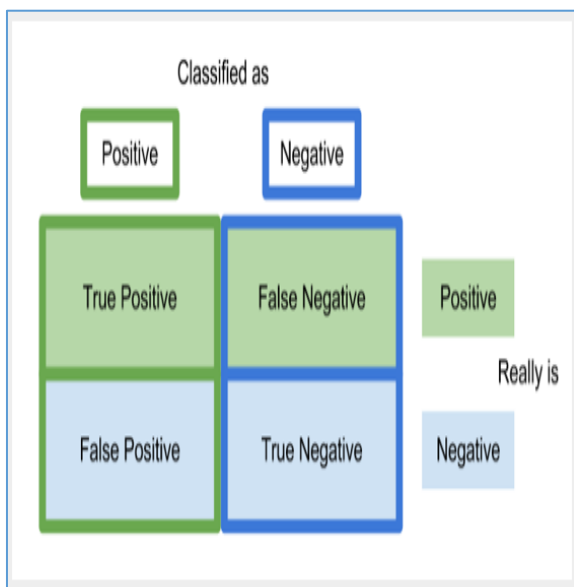 Classified as
Positive
Negative
True Positive
False Negative
Positive
Really is
False Positive
True Negative
Negative